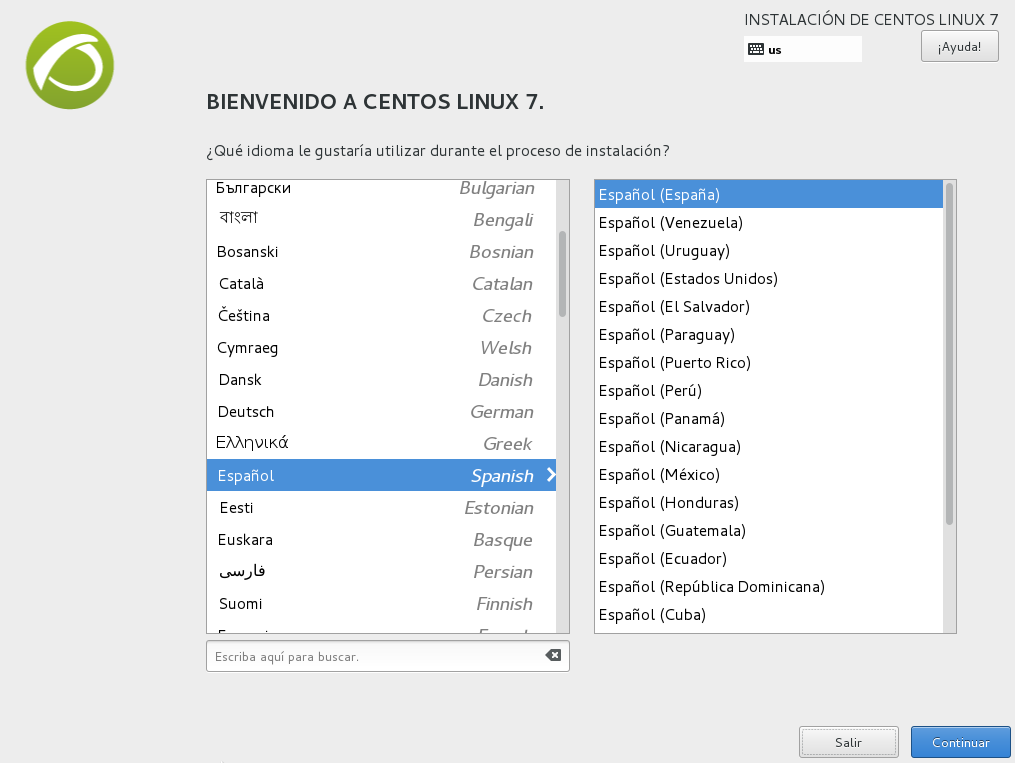 INSTALACIÓN DE CENTOS LINUX 7
us
¡Ayuda!
BIENVENIDO A CENTOS LINUX 7.
¿Qué idioma le gustaría utilizar durante el proceso de instalación?
Български Bulgarian
বাংলা Bengali
Bosanski Bosnian
Català Catalan
Čeština Czech
Cymraeg Welsh
Dansk Danish
Deutsch German
Ελληνικά Greek
Español Spanish
Eesti Estonian
Euskara Basque
فارسی Persian
Suomi Finnish
Español (España)
Español (Venezuela)
Español (Uruguay)
Español (Estados Unidos)
Español (El Salvador)
Español (Paraguay)
Español (Puerto Rico)
Español (Perú)
Español (Panamá)
Español (Nicaragua)
Español (México)
Español (Honduras)
Español (Guatemala)
Español (Ecuador)
Español (República Dominicana)
Español (Cuba)
Escriba aquí para buscar.
Salir
Continuar